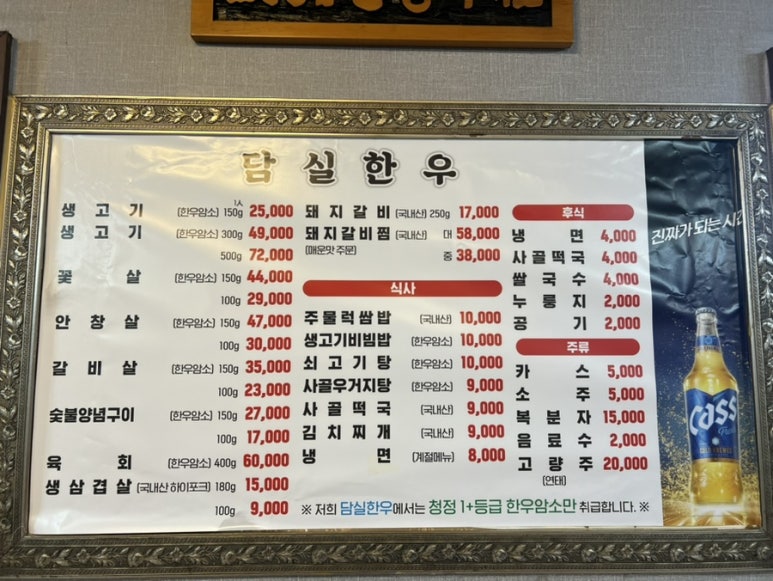 담실한우
1人
생고기 (한우암소) 150g 25,000
생고기 (한우암소) 300g 49,000
500g 72,000
꽃살 (한우암소) 150g 44,000
100g 29,000
안창살 (한우암소) 150g 47,000
100g 30,000
갈비살 (한우암소) 150g 35,000
100g 23,000
숯불양념구이 (한우암소) 150g 27,000
100g 17,000
육회 (한우암소) 400g 60,000
생삼겹살 (국내산 하이포크) 180g 15,000
100g 9,000
돼지갈비 (국내산) 250g 17,000
돼지갈비찜 (국내산) 대 58,000
(매운맛 주문) 중 38,000
식사
주물럭쌈밥 (국내산) 10,000
생고기비빔밥 (한우암소) 10,000
쇠고기탕 (한우암소) 10,000
사골우거지탕 (한우암소) 9,000
사골떡국 (국내산) 9,000
김치찌개 (국내산) 9,000
냉면 (계절메뉴) 8,000
후식
냉면 4,000
사골떡국 4,000
쌀국수 4,000
누룽지 2,000
공기 2,000
주류
카스 5,000
소주 5,000
복분자 15,000
음료수 2,000
고량주 20,000
(연태)
※ 저희 담실한우에서는 청정 1+등급 한우암소만 취급합니다. ※
진짜가 되는 시간
Cass